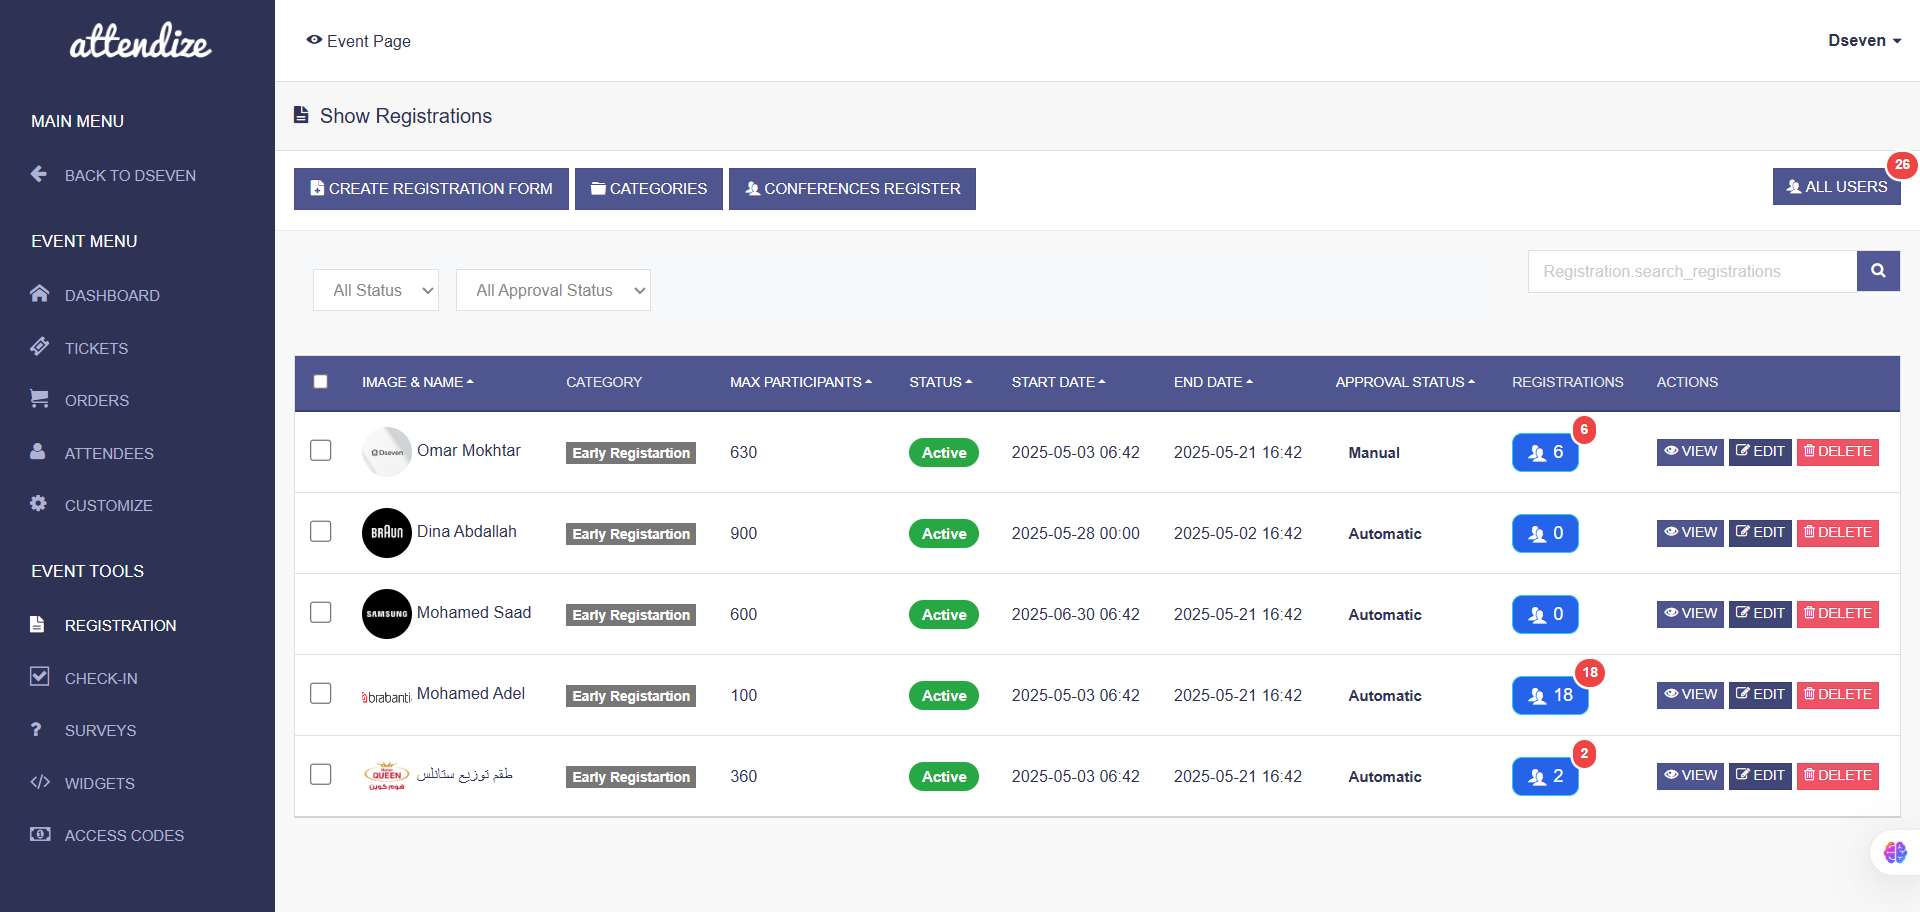 attendize
Event Page
Dseven
MAIN MENU
BACK TO DSEVEN
EVENT MENU
DASHBOARD
TICKETS
ORDERS
ATTENDEES
CUSTOMIZE
EVENT TOOLS
REGISTRATION
CHECK-IN
SURVEYS
WIDGETS
ACCESS CODES
Show Registrations
CREATE REGISTRATION FORM CATEGORIES CONFERENCES REGISTER ALL USERS 26
All Status All Approval Status Registration.search_registrations
IMAGE & NAME CATEGORY MAX PARTICIPANTS STATUS START DATE END DATE APPROVAL STATUS REGISTRATIONS ACTIONS
Dseven Omar Mokhtar Early Registartion 630 Active 2025-05-03 06:42 2025-05-21 16:42 Manual 6 6 VIEW EDIT DELETE
BRAUN Dina Abdallah Early Registartion 900 Active 2025-05-28 00:00 2025-05-02 16:42 Automatic 0 VIEW EDIT DELETE
SAMSUNG Mohamed Saad Early Registartion 600 Active 2025-06-30 06:42 2025-05-21 16:42 Automatic 0 VIEW EDIT DELETE
brabanti Mohamed Adel Early Registartion 100 Active 2025-05-03 06:42 2025-05-21 16:42 Automatic 18 18 VIEW EDIT DELETE
Home QUEEN هوم كوين طقم توزيع ستانلس Early Registartion 360 Active 2025-05-03 06:42 2025-05-21 16:42 Automatic 2 2 VIEW EDIT DELETE